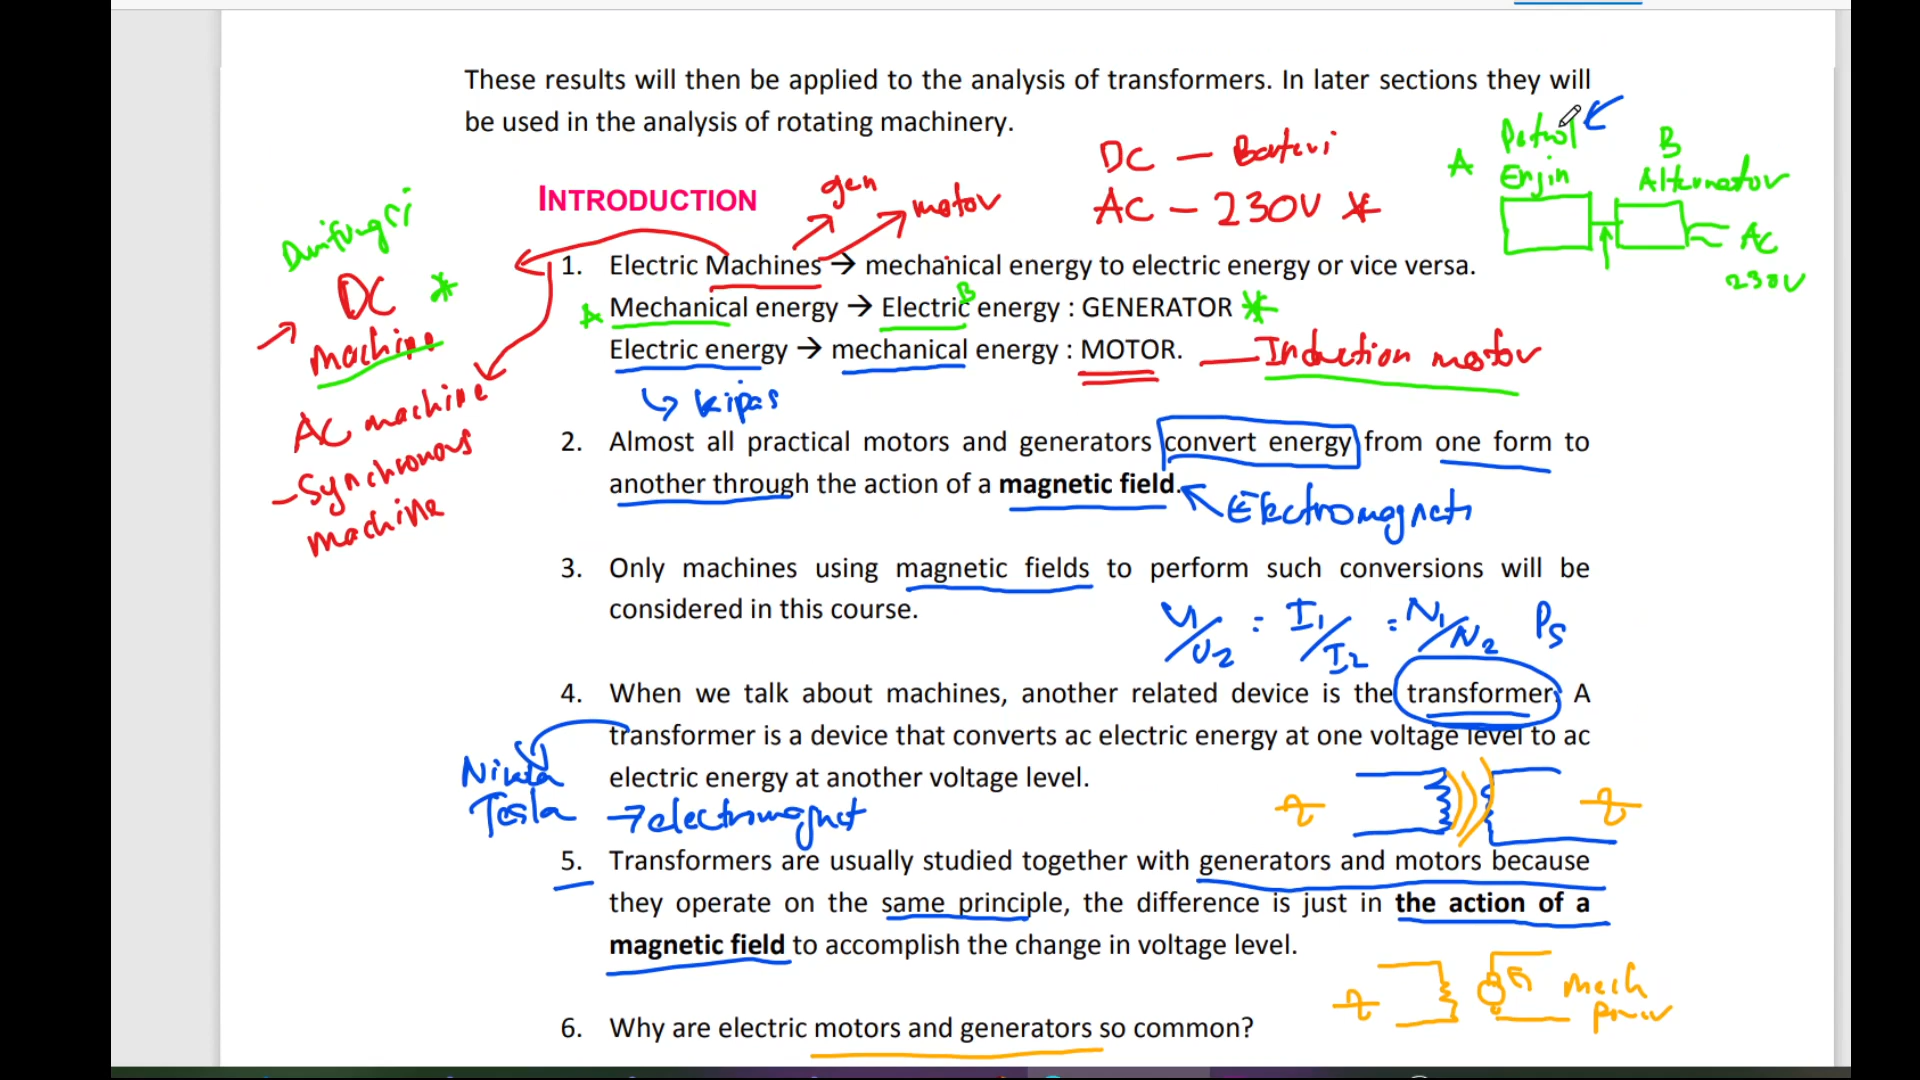 These results will then be applied to the analysis of transformers. In later sections they will
be used in the analysis of rotating machinery.
DC — Bateri
AC — 230V *
Petrol
Enjin
A
B
Alternator
AC
230V
INTRODUCTION
gen
motor
Dwifungsi
DC *
machine
AC machine
- Synchronous
machine
1. Electric Machines → mechanical energy to electric energy or vice versa.
A Mechanical energy → Electric energy : GENERATOR *
B
Electric energy → mechanical energy : MOTOR. — Induction motor
↳ kipas
2. Almost all practical motors and generators convert energy from one form to
another through the action of a magnetic field.
Electromagnet
3. Only machines using magnetic fields to perform such conversions will be
considered in this course.
V1/V2 = I1/I2 = N1/N2 Ps
4. When we talk about machines, another related device is the transformer. A
transformer is a device that converts ac electric energy at one voltage level to ac
electric energy at another voltage level.
Nikola
Tesla → electromagnet
5. Transformers are usually studied together with generators and motors because
they operate on the same principle, the difference is just in the action of a
magnetic field to accomplish the change in voltage level.
Mech
Power
6. Why are electric motors and generators so common?